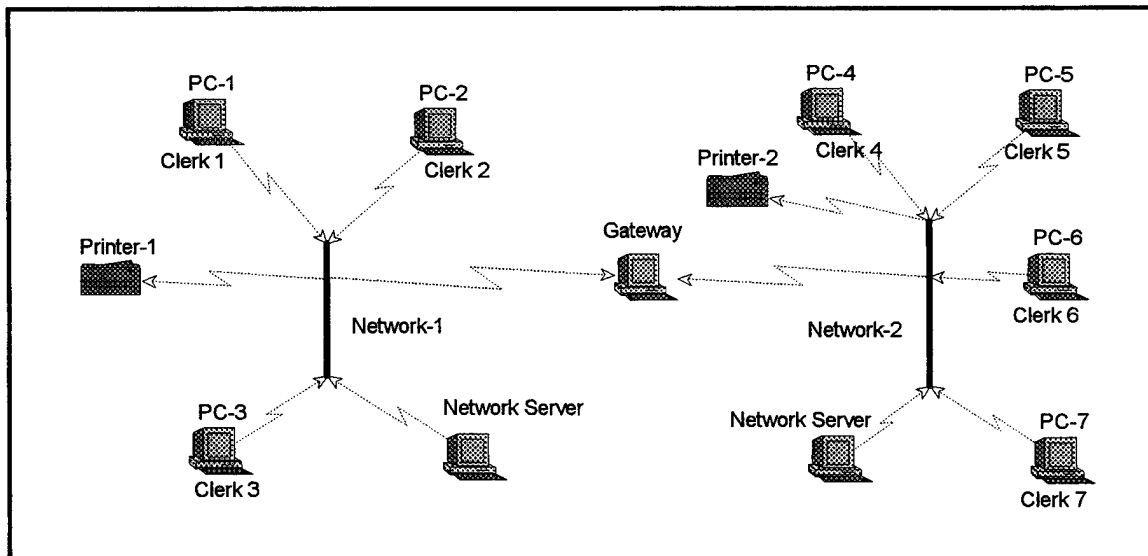 PC-1
Clerk 1
PC-2
Clerk 2
Printer-1
Network-1
PC-3
Clerk 3
Network Server
Gateway
PC-4
Clerk 4
PC-5
Clerk 5
Printer-2
PC-6
Clerk 6
Network-2
Network Server
PC-7
Clerk 7